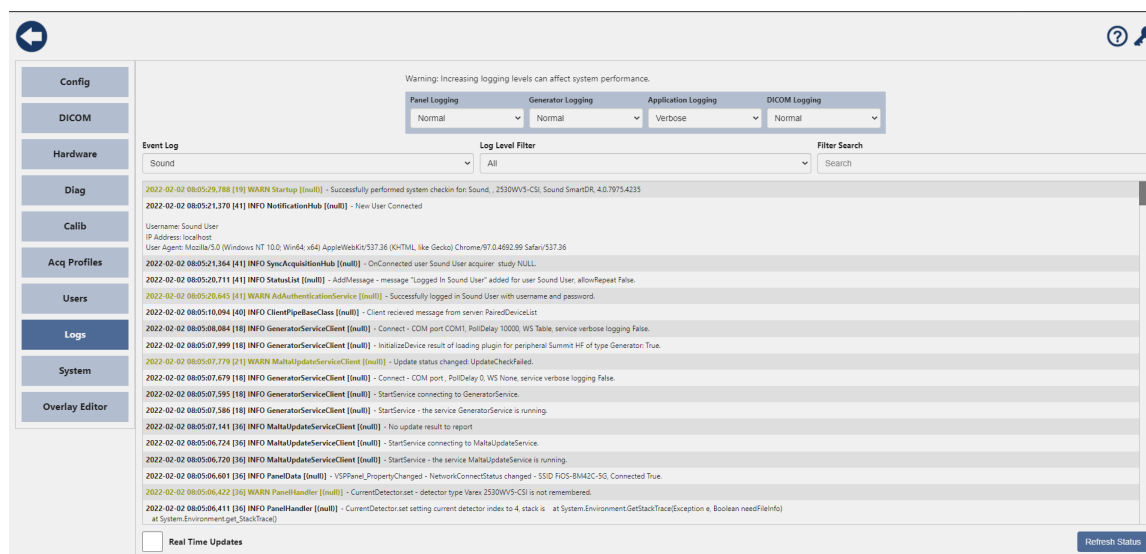 Warning: Increasing logging levels can affect system performance.
Panel Logging Generator Logging Application Logging DICOM Logging
Normal Normal Verbose Normal
Config
DICOM
Hardware
Diag
Calib
Acq Profiles
Users
Logs
System
Overlay Editor
Event Log Log Level Filter Filter Search
Sound All Search
2022-02-02 08:05:29,788 [19] WARN Startup [(null)] - Successfully performed system checkin for: Sound, , 2530WV5-CSI, Sound SmartDR, 4.0.7975.4235
2022-02-02 08:05:21,370 [41] INFO NotificationHub [(null)] - New User Connected
Username: Sound User
IP Address: localhost
User Agent: Mozilla/5.0 (Windows NT 10.0; Win64; x64) AppleWebKit/537.36 (KHTML, like Gecko) Chrome/97.0.4692.99 Safari/537.36
2022-02-02 08:05:21,364 [41] INFO SyncAcquisitionHub [(null)] - OnConnected user Sound User acquirer study NULL.
2022-02-02 08:05:20,711 [41] INFO StatusList [(null)] - AddMessage - message "Logged In Sound User" added for user Sound User, allowRepeat False.
2022-02-02 08:05:20,645 [41] WARN AdAuthenticationService [(null)] - Successfully logged in Sound User with username and password.
2022-02-02 08:05:10,094 [40] INFO ClientPipeBaseClass [(null)] - Client recieved message from server: PairedDeviceList
2022-02-02 08:05:08,084 [18] INFO GeneratorServiceClient [(null)] - Connect - COM port COM1, PollDelay 10000, WS Table, service verbose logging False.
2022-02-02 08:05:07,999 [18] INFO GeneratorServiceClient [(null)] - InitializeDevice result of loading plugin for peripheral Summit HF of type Generator: True.
2022-02-02 08:05:07,779 [21] WARN MaltaUpdateServiceClient [(null)] - Update status changed: UpdateCheckFailed.
2022-02-02 08:05:07,679 [18] INFO GeneratorServiceClient [(null)] - Connect - COM port , PollDelay 0, WS None, service verbose logging False.
2022-02-02 08:05:07,595 [18] INFO GeneratorServiceClient [(null)] - StartService connecting to GeneratorService.
2022-02-02 08:05:07,586 [18] INFO GeneratorServiceClient [(null)] - StartService - the service GeneratorService is running.
2022-02-02 08:05:07,141 [36] INFO MaltaUpdateServiceClient [(null)] - No update result to report
2022-02-02 08:05:06,724 [36] INFO MaltaUpdateServiceClient [(null)] - StartService connecting to MaltaUpdateService.
2022-02-02 08:05:06,720 [36] INFO MaltaUpdateServiceClient [(null)] - StartService - the service MaltaUpdateService is running.
2022-02-02 08:05:06,601 [36] INFO PanelData [(null)] - VSPPanel_PropertyChanged - NetworkConnectStatus changed - SSID FiOS-BM42C-5G, Connected True.
2022-02-02 08:05:06,422 [36] WARN PanelHandler [(null)] - CurrentDetector.set - detector type Varex 2530WV5-CSI is not remembered.
2022-02-02 08:05:06,411 [36] INFO PanelHandler [(null)] - CurrentDetector.set setting current detector index to 4, stack is at System.Environment.GetStackTrace(Exception e, Boolean needFileInfo)
at System.Environment.get_StackTrace()
Real Time Updates Refresh Status